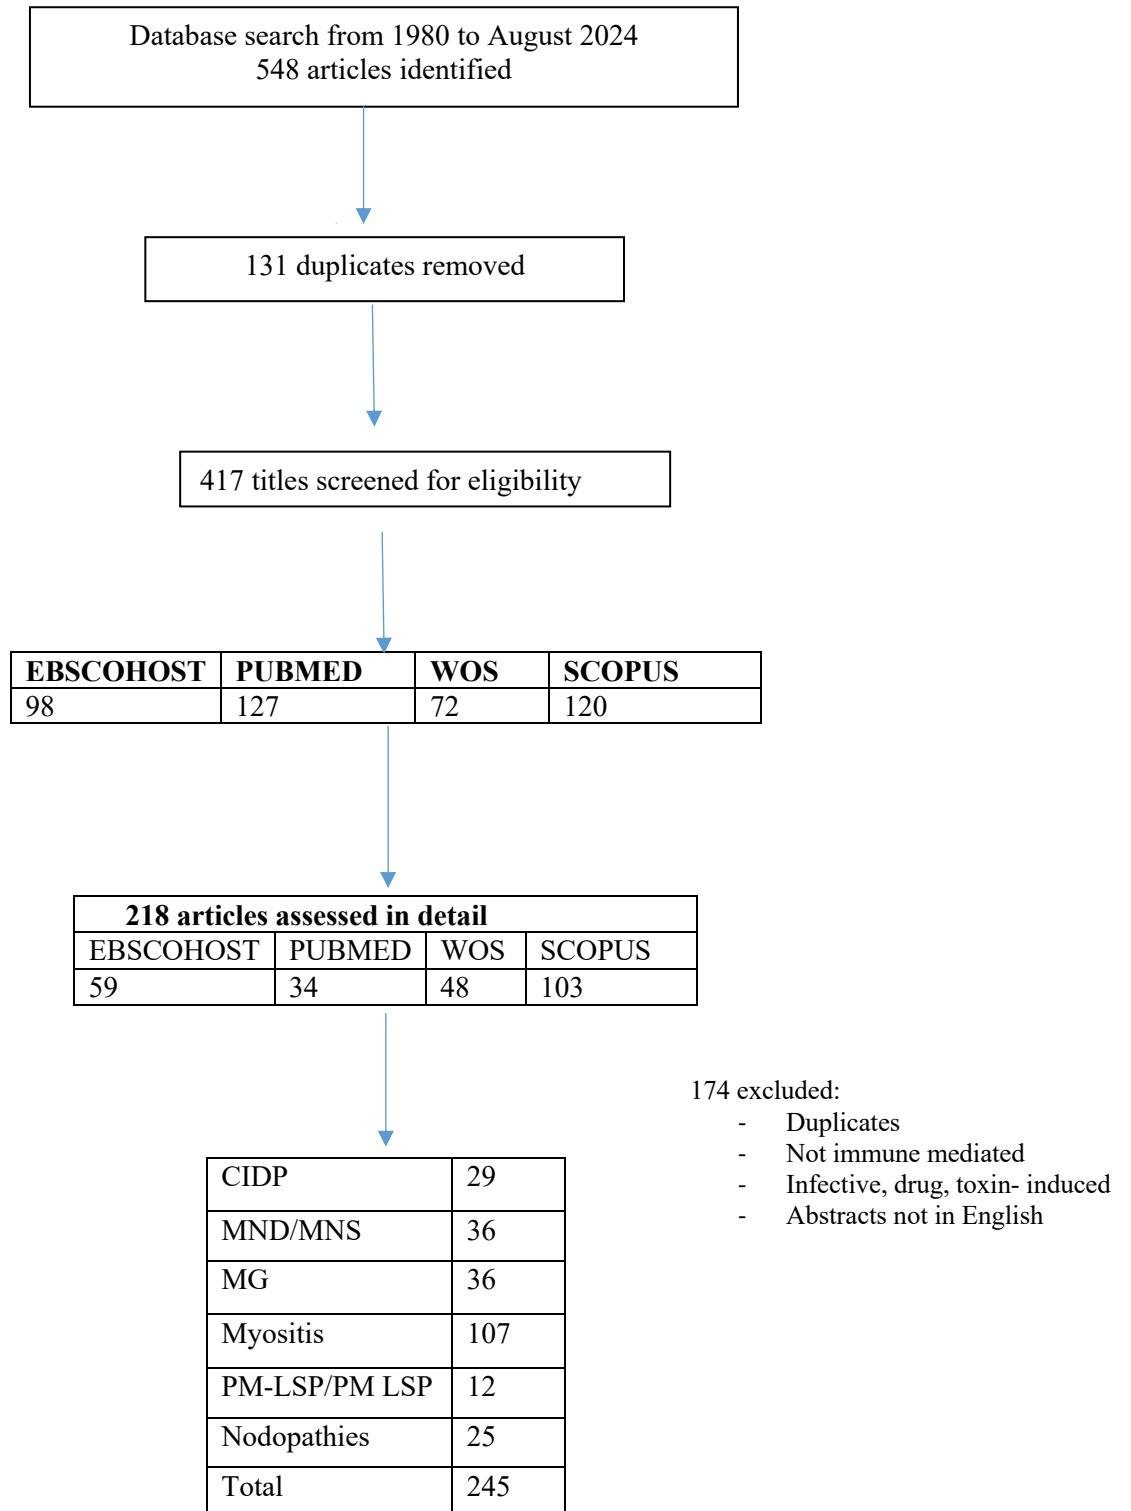 Database search from 1980 to August 2024
548 articles identified
131 duplicates removed
417 titles screened for eligibility
EBSCOHOST PUBMED WOS SCOPUS
98 127 72 120
218 articles assessed in detail
EBSCOHOST PUBMED WOS SCOPUS
59 34 48 103
174 excluded:
- Duplicates
- Not immune mediated
- Infective, drug, toxin- induced
- Abstracts not in English
CIDP 29
MND/MNS 36
MG 36
Myositis 107
PM-LSP/PM LSP 12
Nodopathies 25
Total 245